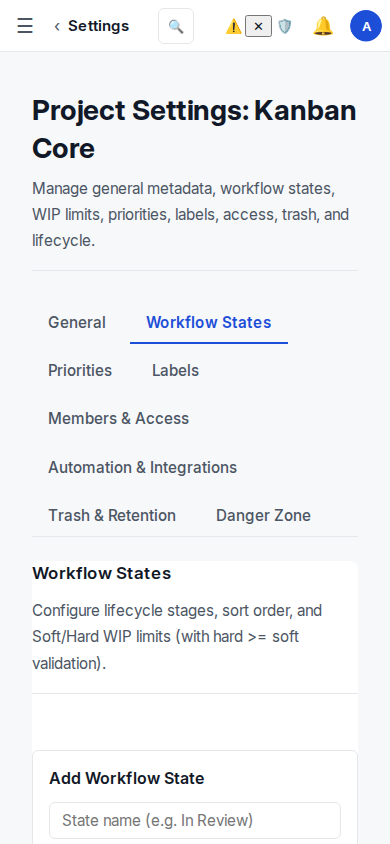 Settings
A
Project Settings: Kanban
Core
Manage general metadata, workflow states,
WIP limits, priorities, labels, access, trash, and
lifecycle.
General Workflow States
Priorities Labels
Members & Access
Automation & Integrations
Trash & Retention Danger Zone
Workflow States
Configure lifecycle stages, sort order, and
Soft/Hard WIP limits (with hard >= soft
validation).
Add Workflow State
State name (e.g. In Review)